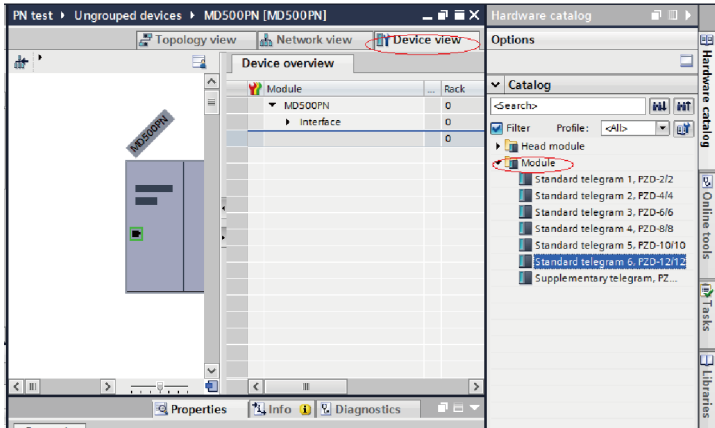 PN test ▸ Ungrouped devices ▸ MD500PN [MD500PN]
Topology view
Network view
Device view
MD500PN
Device overview
Module ... Rack
MD500PN 0
Interface 0
0
Properties
Info
Diagnostics
Hardware catalog
Options
Catalog
<Search>
Filter Profile: <All>
Head module
Module
Standard telegram 1, PZD-2/2
Standard telegram 2, PZD-4/4
Standard telegram 3, PZD-6/6
Standard telegram 4, PZD-8/8
Standard telegram 5, PZD-10/10
Standard telegram 6, PZD-12/12
Supplementary telegram, PZ...
Hardware catalog
Online tools
Tasks
Libraries